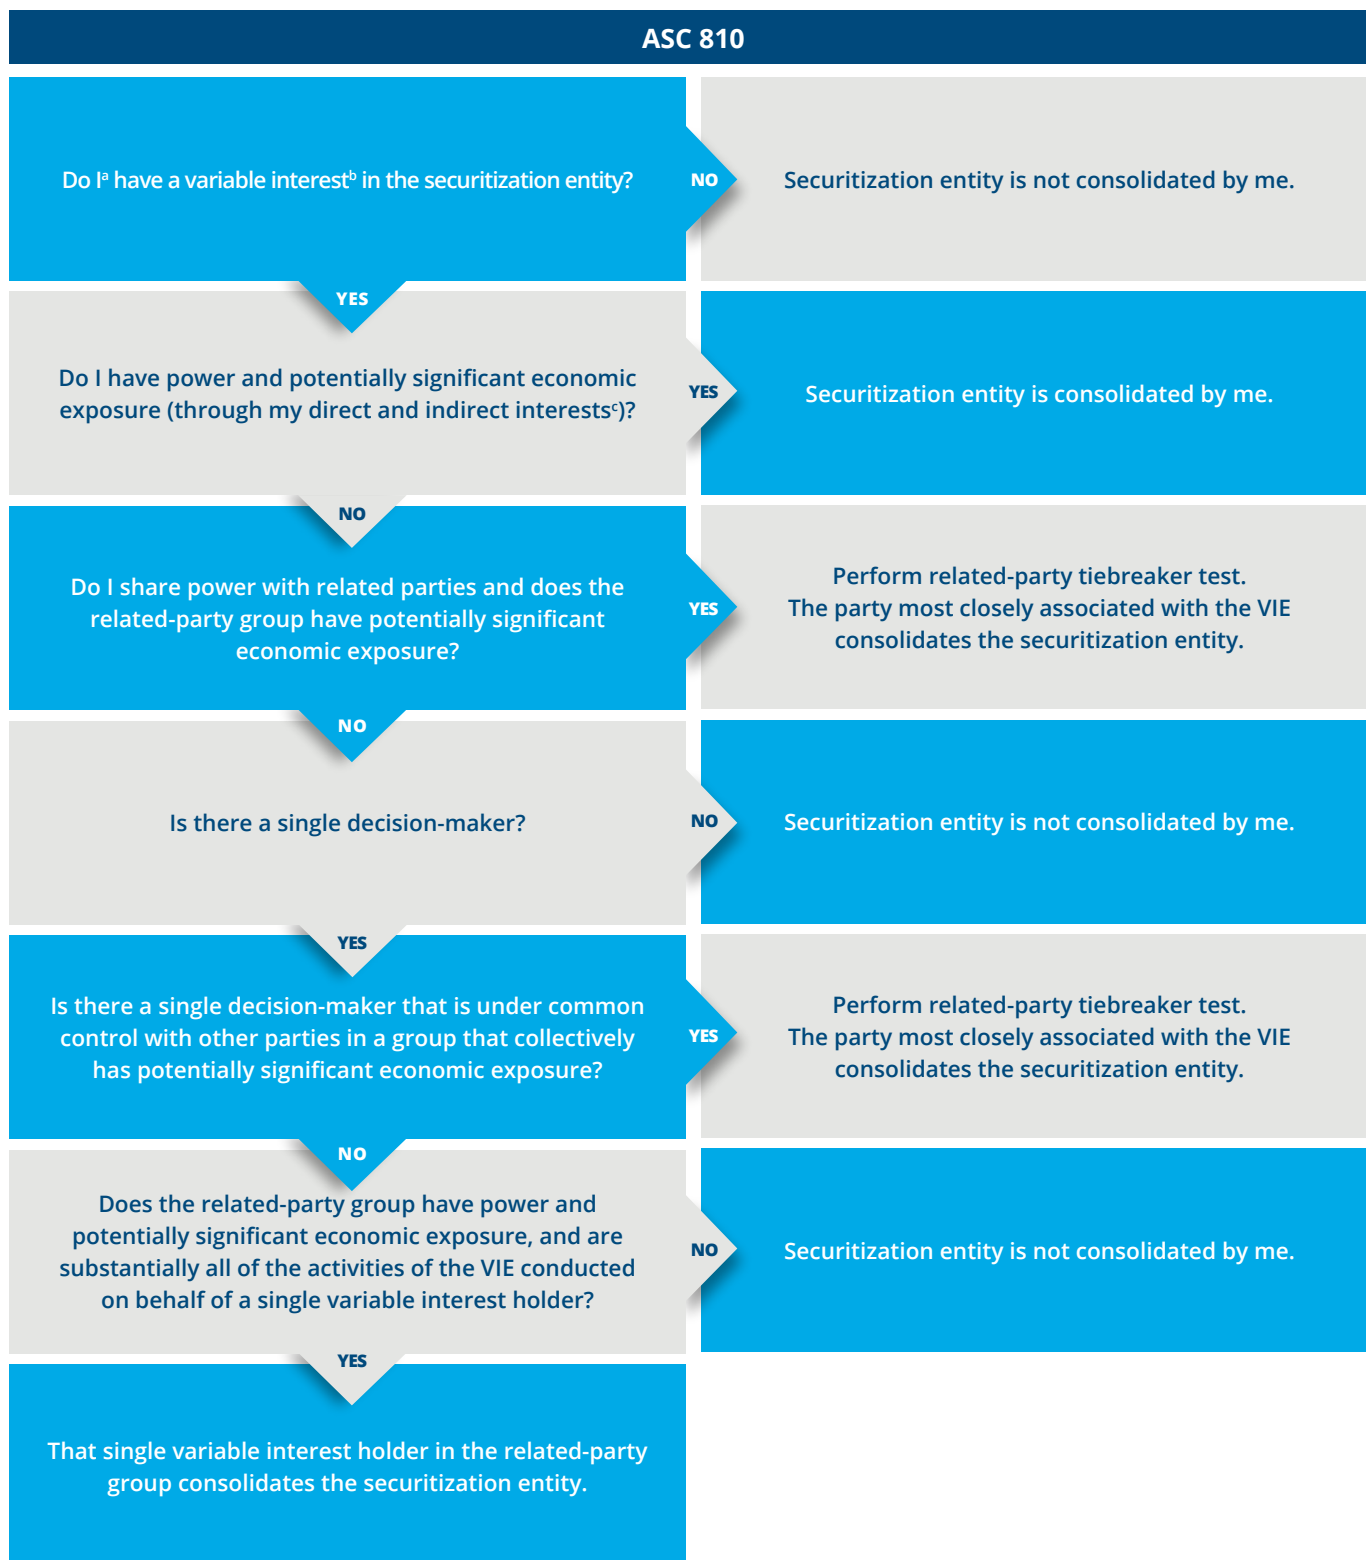 ASC 810
Do Iᵃ have a variable interestᵇ in the securitization entity?
NO
Securitization entity is not consolidated by me.
YES
Do I have power and potentially significant economic
exposure (through my direct and indirect interestsᶜ)?
YES
Securitization entity is consolidated by me.
NO
Do I share power with related parties and does the
related-party group have potentially significant
economic exposure?
YES
Perform related-party tiebreaker test.
The party most closely associated with the VIE
consolidates the securitization entity.
NO
Is there a single decision-maker?
NO
Securitization entity is not consolidated by me.
YES
Is there a single decision-maker that is under common
control with other parties in a group that collectively
has potentially significant economic exposure?
YES
Perform related-party tiebreaker test.
The party most closely associated with the VIE
consolidates the securitization entity.
NO
Does the related-party group have power and
potentially significant economic exposure, and are
substantially all of the activities of the VIE conducted
on behalf of a single variable interest holder?
NO
Securitization entity is not consolidated by me.
YES
That single variable interest holder in the related-party
group consolidates the securitization entity.